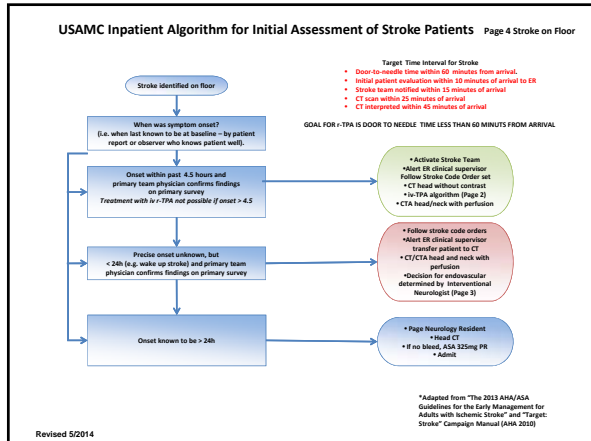 USAMC Inpatient Algorithm for Initial Assessment of Stroke Patients Page 4 Stroke on Floor
Target Time Interval for Stroke
• Door-to-needle time within 60 minutes from arrival.
• Initial patient evaluation within 10 minutes of arrival to ER
• Stroke team notified within 15 minutes of arrival
• CT scan within 25 minutes of arrival
• CT interpreted within 45 minutes of arrival
GOAL FOR r-TPA IS DOOR TO NEEDLE TIME LESS THAN 60 MINUTS FROM ARRIVAL
Stroke identified on floor
When was symptom onset?
(i.e. when last known to be at baseline – by patient
report or observer who knows patient well).
Onset within past 4.5 hours and
primary team physician confirms findings
on primary survey
Treatment with iv r-TPA not possible if onset > 4.5
• Activate Stroke Team
•Alert ER clinical supervisor
Follow Stroke Code Order set
• CT head without contrast
• iv-TPA algorithm (Page 2)
• CTA head/neck with perfusion
Precise onset unknown, but
< 24h (e.g. wake up stroke) and primary team
physician confirms findings on primary survey
• Follow stroke code orders
•Alert ER clinical supervisor
transfer patient to CT
• CT/CTA head and neck with
perfusion
•Decision for endovascular
determined by Interventional
Neurologist (Page 3)
Onset known to be > 24h
• Page Neurology Resident
• Head CT
• If no bleed, ASA 325mg PR
• Admit
*Adapted from "The 2013 AHA/ASA
Guidelines for the Early Management for
Adults with Ischemic Stroke" and "Target:
Stroke" Campaign Manual (AHA 2010)
Revised 5/2014